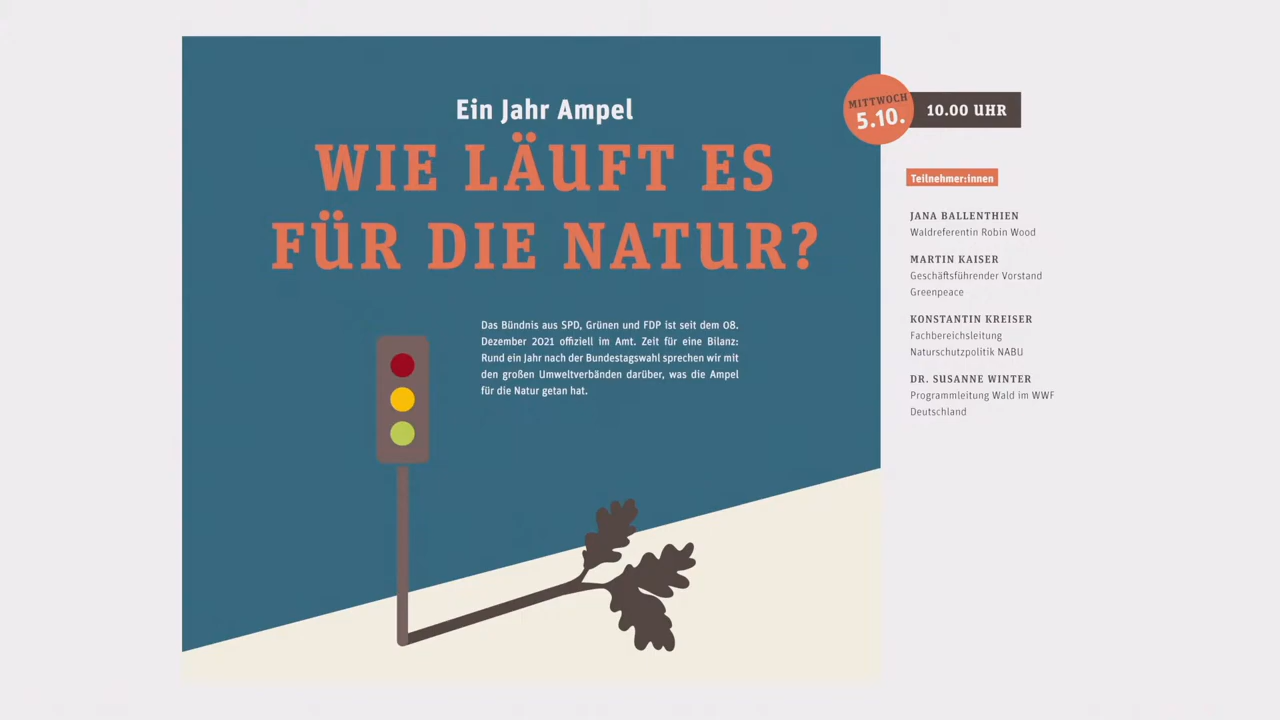 Ein Jahr Ampel
WIE LÄUFT ES
FÜR DIE NATUR?
Das Bündnis aus SPD, Grünen und FDP ist seit dem 08.
Dezember 2021 offiziell im Amt. Zeit für eine Bilanz:
Rund ein Jahr nach der Bundestagswahl sprechen wir mit
den großen Umweltverbänden darüber, was die Ampel
für die Natur getan hat.
MITTWOCH
5.10.
10.00 UHR
Teilnehmer:innen
JANA BALLENTHIEN
Waldreferentin Robin Wood
MARTIN KAISER
Geschäftsführender Vorstand
Greenpeace
KONSTANTIN KREISER
Fachbereichsleitung
Naturschutzpolitik NABU
DR. SUSANNE WINTER
Programmleitung Wald im WWF
Deutschland